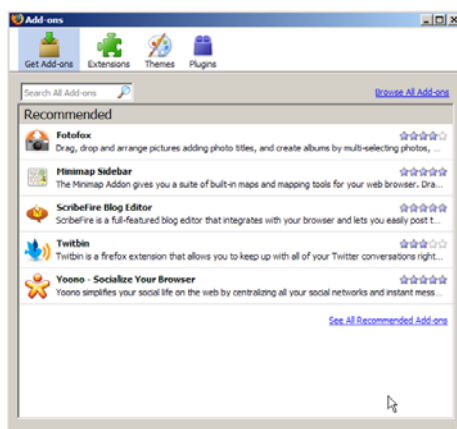 Add-ons
Get Add-ons Extensions Themes Plugins
Search All Add-ons Browse All Add-ons
Recommended
Fotofox
Drag, drop and arrange pictures adding photo titles, and create albums by multi-selecting photos, ...
Minimap Sidebar
The Minimap Addon gives you a suite of built-in maps and mapping tools for your web browser. Dra...
ScribeFire Blog Editor
ScribeFire is a full-featured blog editor that integrates with your browser and lets you easily post t...
Twitbin
Twitbin is a firefox extension that allows you to keep up with all of your Twitter conversations right...
Yoono - Socialize Your Browser
Yoono simplifies your social life on the web by centralizing all your social networks and instant mess...
See All Recommended Add-ons